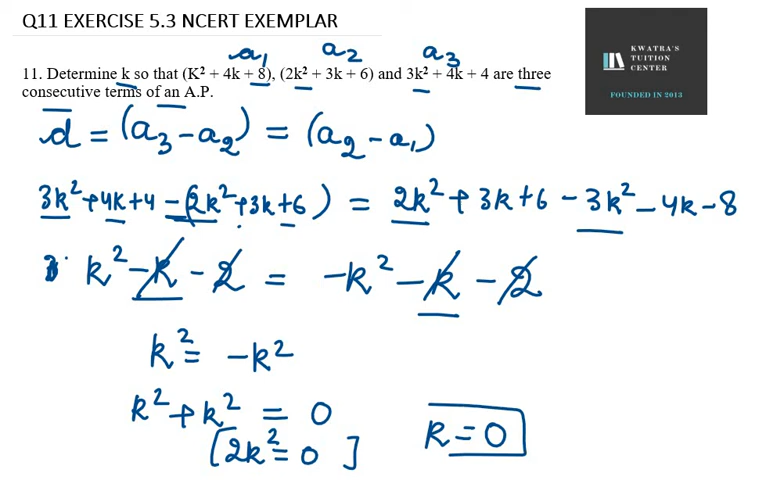 Q11 EXERCISE 5.3 NCERT EXEMPLAR
KWATRA'S
TUITION
CENTER
FOUNDED IN 2013
a₁ a₂ a₃
11. Determine k so that (K² + 4k + 8), (2k² + 3k + 6) and 3k² + 4k + 4 are three
consecutive terms of an A.P.
d = (a₃ - a₂) = (a₂ - a₁)
3k² + 4k + 4 - (2k² + 3k + 6) = 2k² + 3k + 6 - 3k² - 4k - 8
k² - k - 2 = -k² - k - 2
k² = -k²
k² + k² = 0
[2k² = 0]
k = 0